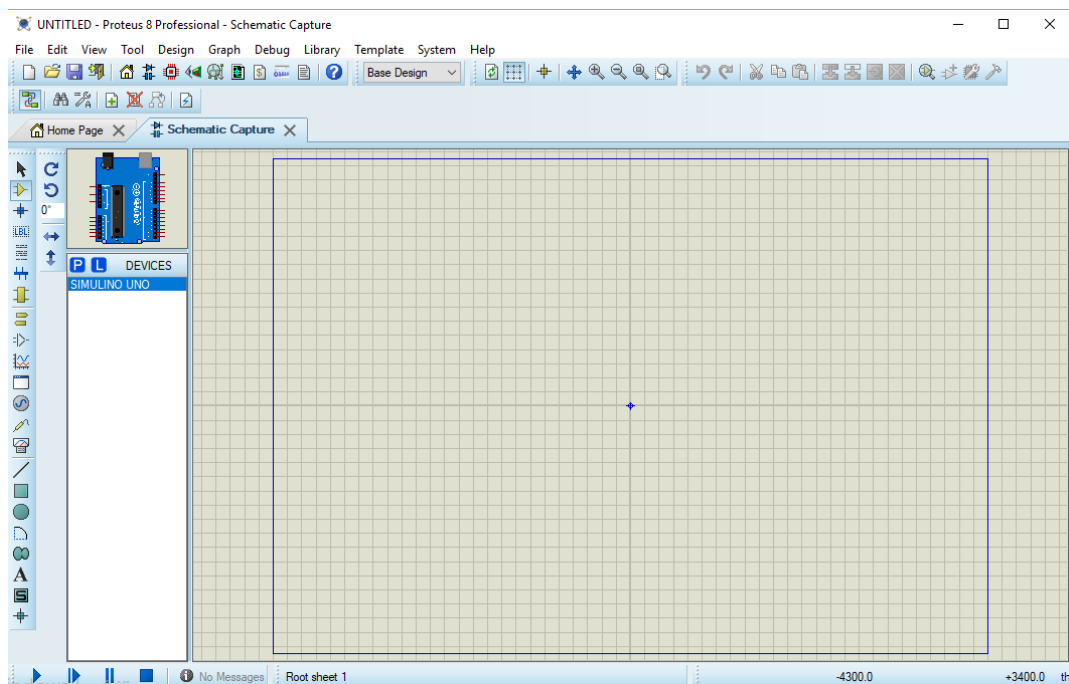 UNTITLED - Proteus 8 Professional - Schematic Capture
File Edit View Tool Design Graph Debug Library Template System Help
Base Design
Home Page Schematic Capture
0°
LBL
P L DEVICES
SIMULINO UNO
A
S
No Messages Root sheet 1 -4300.0 +3400.0 th